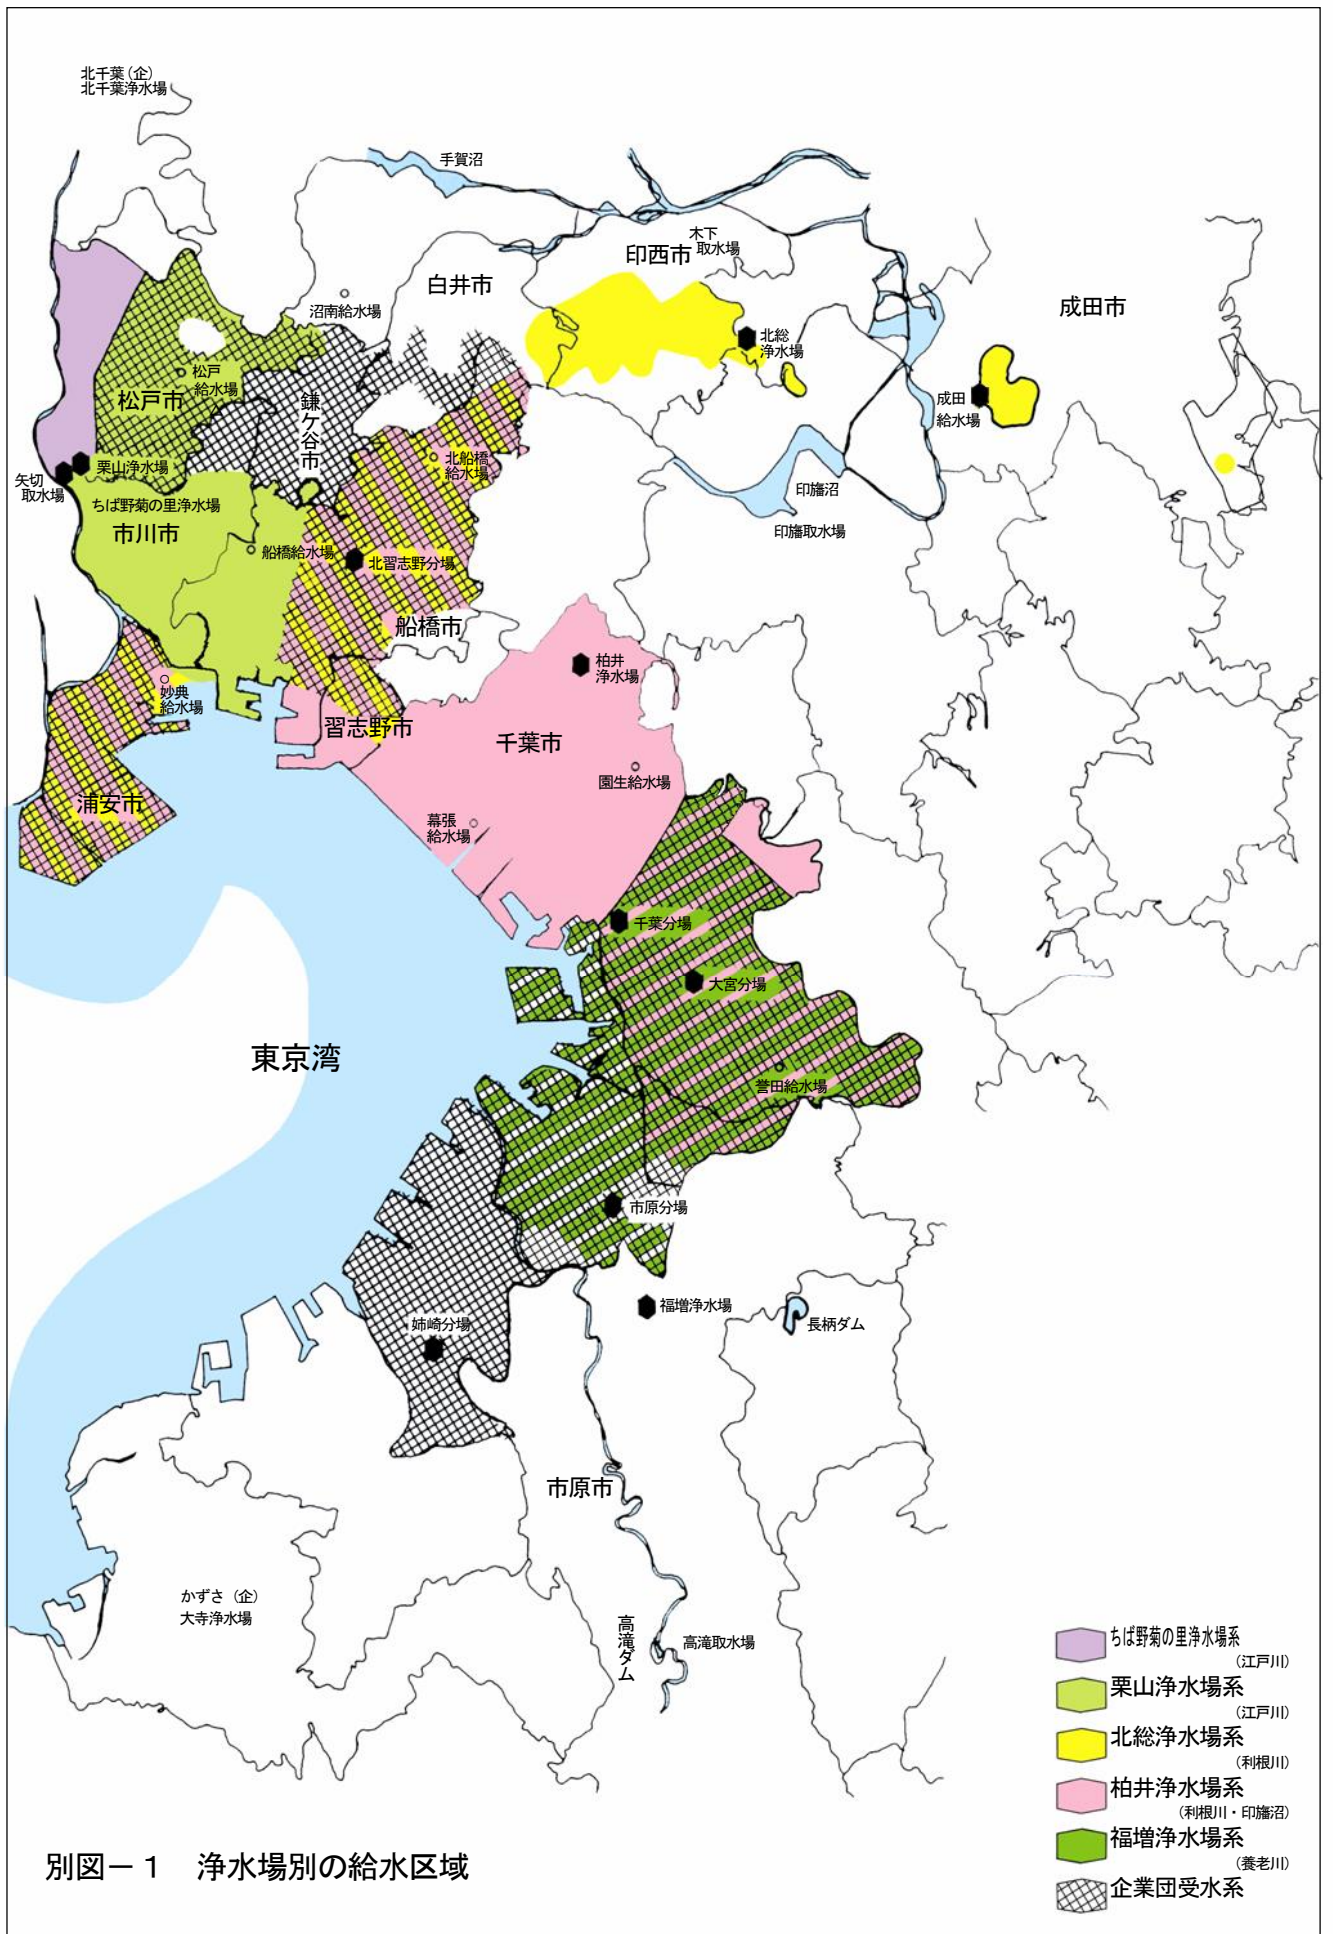 北千葉(企)
北千葉浄水場
手賀沼
木下
取水場
印西市
白井市
成田市
沼南給水場
北総
浄水場
松戸
給水場
松戸市
鎌ケ谷市
成田
給水場
北船橋
給水場
栗山浄水場
矢切
取水場
印旛沼
ちば野菊の里浄水場
印旛取水場
市川市
船橋給水場
北習志野分場
船橋市
柏井
浄水場
妙典
給水場
習志野市
千葉市
園生給水場
浦安市
幕張
給水場
千葉分場
大宮分場
東京湾
誉田給水場
市原分場
福増浄水場
長柄ダム
姉崎分場
市原市
かずさ(企)
大寺浄水場
高滝ダム
高滝取水場
ちば野菊の里浄水場系
(江戸川)
栗山浄水場系
(江戸川)
北総浄水場系
(利根川)
柏井浄水場系
(利根川・印旛沼)
福増浄水場系
(養老川)
企業団受水系
別図－1 浄水場別の給水区域